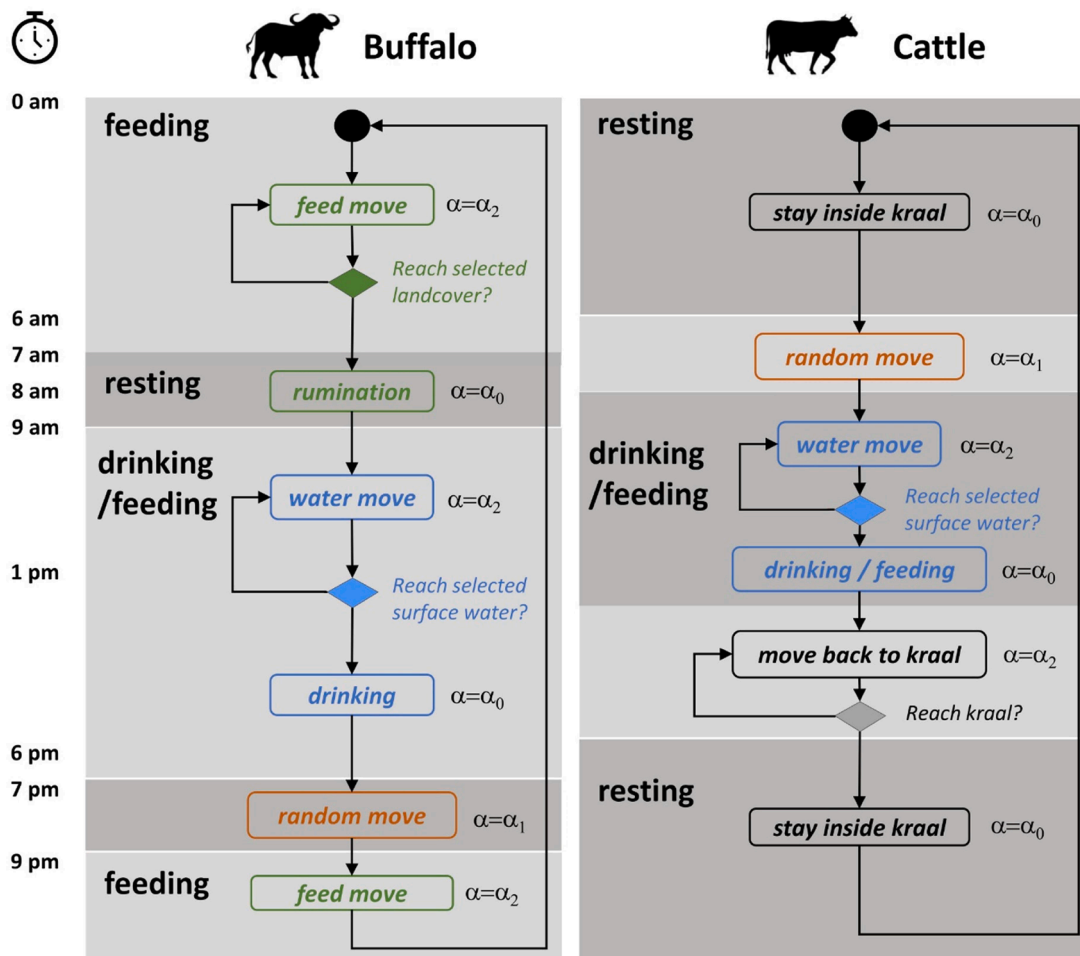 Buffalo
Cattle
0 am
6 am
7 am
8 am
9 am
1 pm
6 pm
7 pm
9 pm
feeding
feed move
α=α2
Reach selected
landcover?
resting
rumination
α=α0
drinking
/feeding
water move
α=α2
Reach selected
surface water?
drinking
α=α0
random move
α=α1
feeding
feed move
α=α2
resting
stay inside kraal
α=α0
random move
α=α1
drinking
/feeding
water move
α=α2
Reach selected
surface water?
drinking / feeding
α=α0
move back to kraal
α=α2
Reach kraal?
resting
stay inside kraal
α=α0